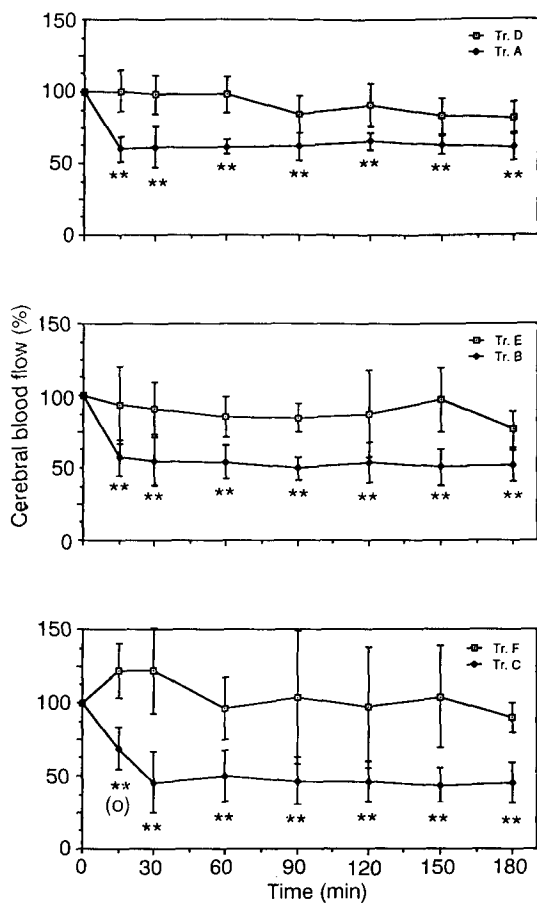 150
Tr. D
Tr. A
100
50
** ** ** ** ** ** **
0
Cerebral blood flow (%)
150
Tr. E
Tr. B
100
50
** ** ** ** ** ** **
0
150
Tr. F
Tr. C
100
50
**
(o)
** ** ** ** ** **
0
0 30 60 90 120 150 180
Time (min)